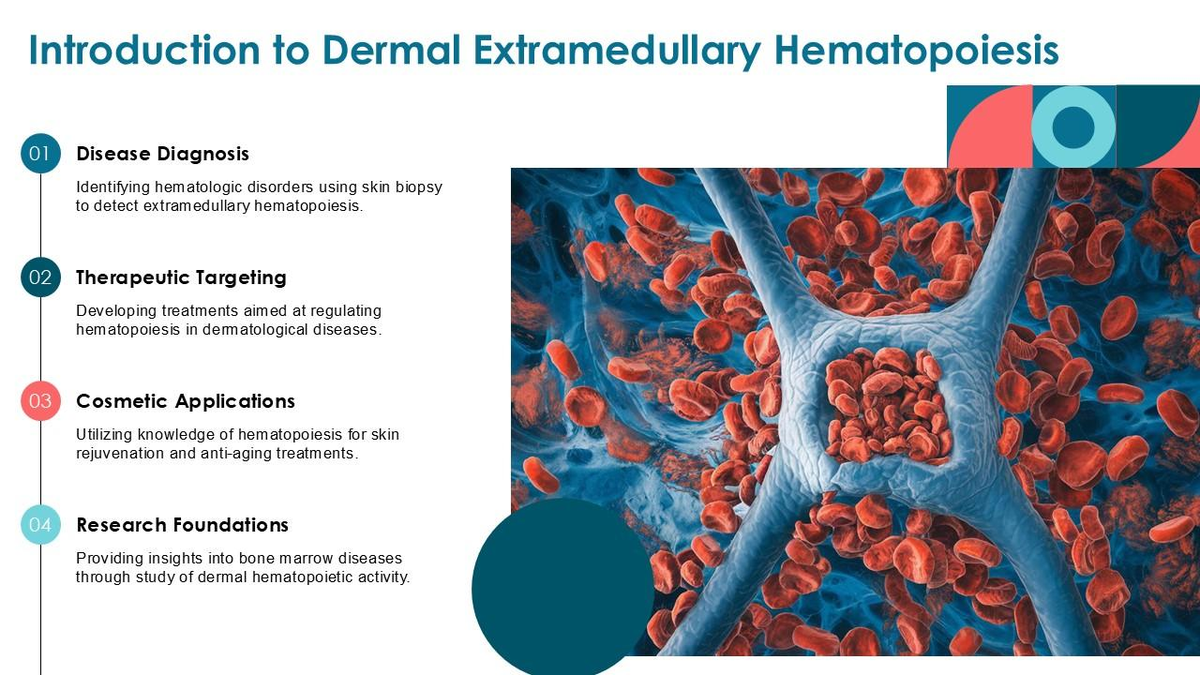 Introduction to Dermal Extramedullary Hematopoiesis
01
Disease Diagnosis
Identifying hematologic disorders using skin biopsy
to detect extramedullary hematopoiesis.
02
Therapeutic Targeting
Developing treatments aimed at regulating
hematopoiesis in dermatological diseases.
03
Cosmetic Applications
Utilizing knowledge of hematopoiesis for skin
rejuvenation and anti-aging treatments.
04
Research Foundations
Providing insights into bone marrow diseases
through study of dermal hematopoietic activity.